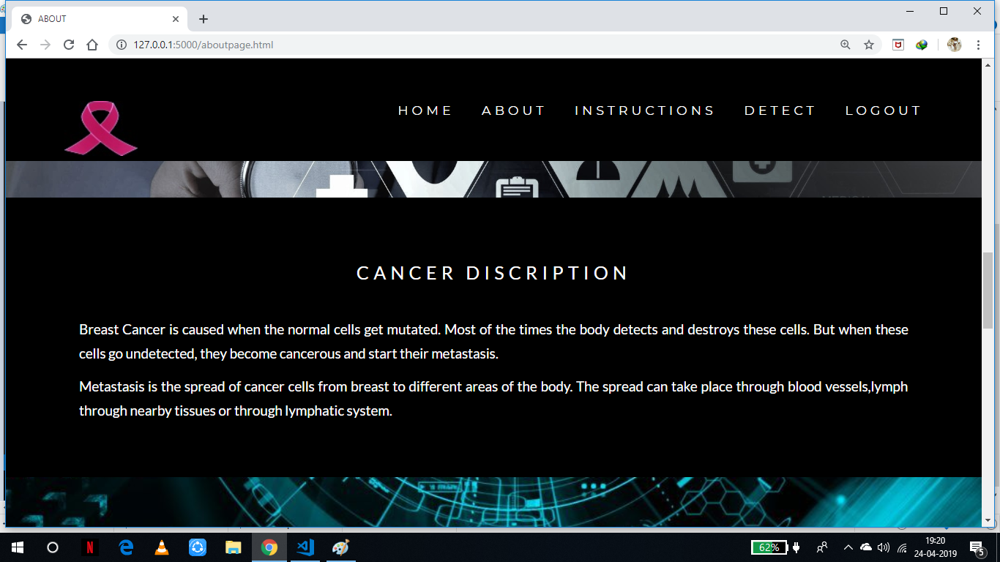 ABOUT
127.0.0.1:5000/aboutpage.html
HOME ABOUT INSTRUCTIONS DETECT LOGOUT
MEDICAL
CANCER DISCRIPTION
Breast Cancer is caused when the normal cells get mutated. Most of the times the body detects and destroys these cells. But when these
cells go undetected, they become cancerous and start their metastasis.
Metastasis is the spread of cancer cells from breast to different areas of the body. The spread can take place through blood vessels,lymph
through nearby tissues or through lymphatic system.
62%
19:20
24-04-2019
5